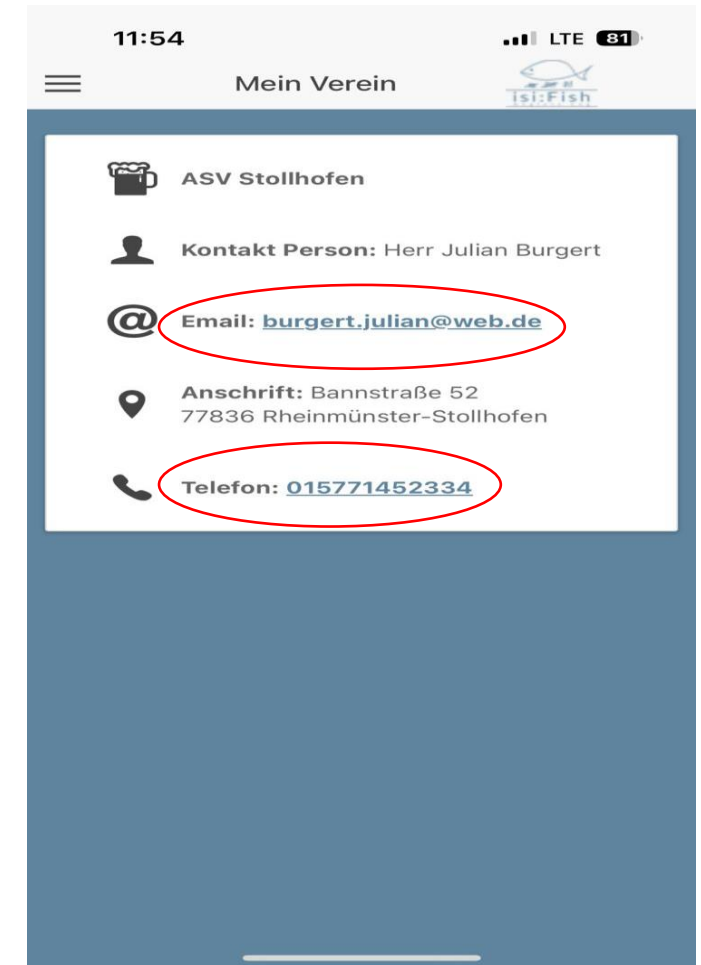 11:54 LTE 81
Mein Verein isi:Fish
ASV Stollhofen
Kontakt Person: Herr Julian Burgert
Email: burgert.julian@web.de
Anschrift: Bannstraße 52
77836 Rheinmünster-Stollhofen
Telefon: 015771452334